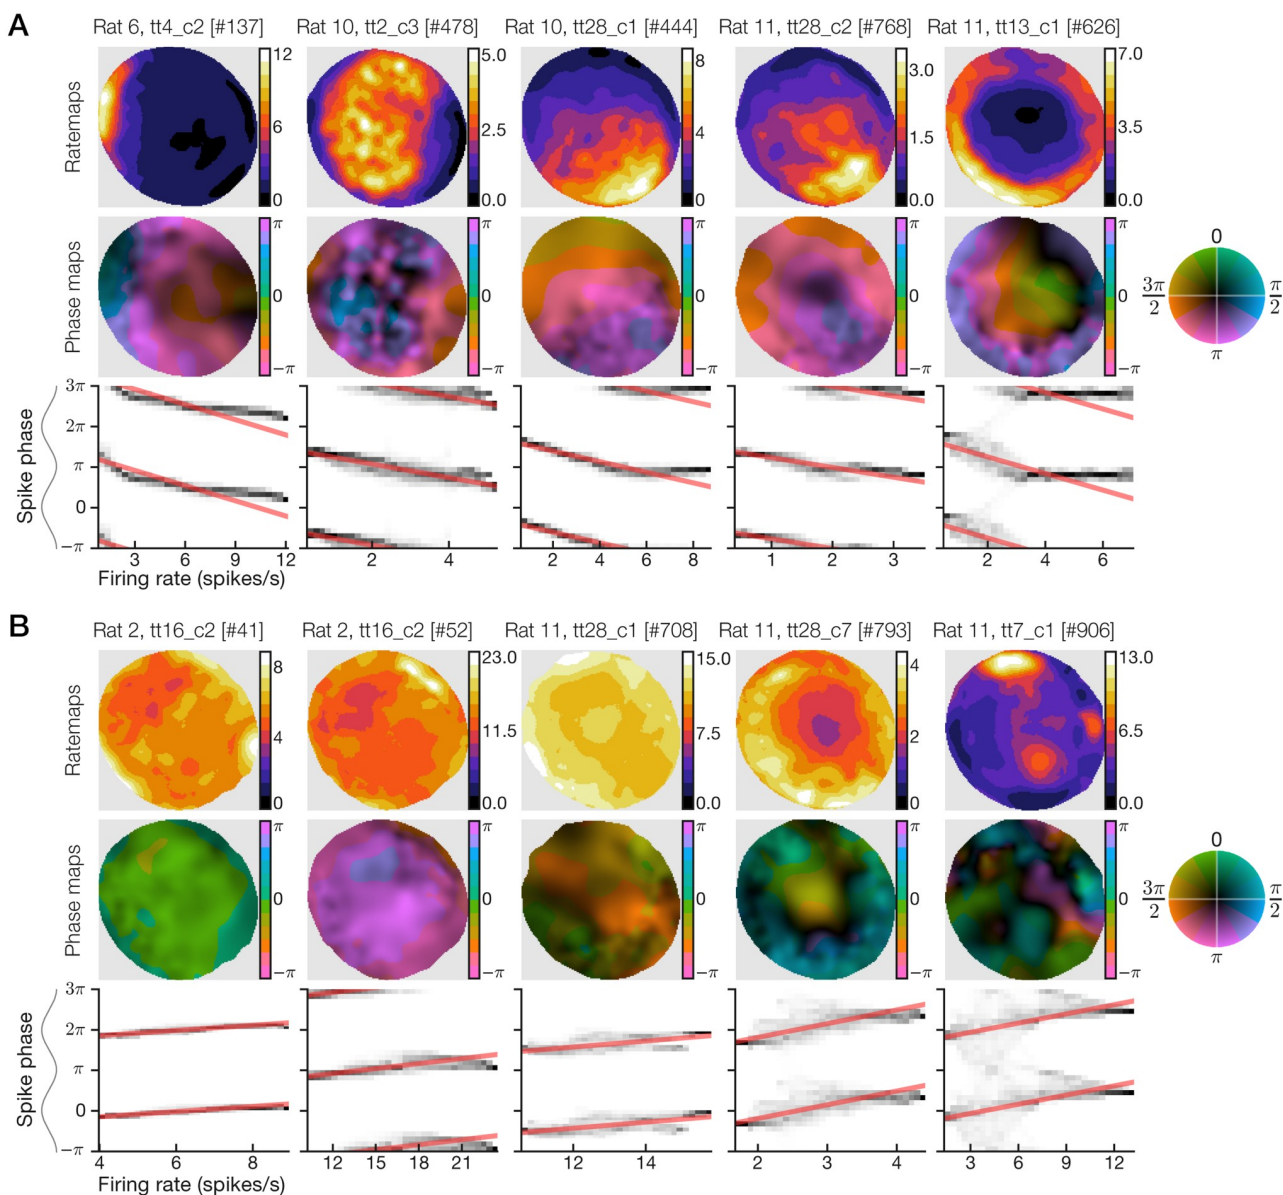 A
Rat 6, tt4_c2 [#137]
Rat 10, tt2_c3 [#478]
Rat 10, tt28_c1 [#444]
Rat 11, tt28_c2 [#768]
Rat 11, tt13_c1 [#626]
Ratemaps
12
6
0
5.0
2.5
0.0
8
4
0
3.0
1.5
0.0
7.0
3.5
0.0
Phase maps
π
0
−π
π
0
−π
π
0
−π
π
0
−π
π
0
−π
0
3π/2
π/2
π
Spike phase
3π
2π
π
0
−π
3 6 9 12
2 4
2 4 6 8
1 2 3
2 4 6
Firing rate (spikes/s)
B
Rat 2, tt16_c2 [#41]
Rat 2, tt16_c2 [#52]
Rat 11, tt28_c1 [#708]
Rat 11, tt28_c7 [#793]
Rat 11, tt7_c1 [#906]
Ratemaps
8
4
0
23.0
11.5
0.0
15.0
7.5
0.0
4
2
0
13.0
6.5
0.0
Phase maps
π
0
−π
π
0
−π
π
0
−π
π
0
−π
π
0
−π
0
3π/2
π/2
π
Spike phase
3π
2π
π
0
−π
4 6 8
12 15 18 21
12 14
2 3 4
3 6 9 12
Firing rate (spikes/s)